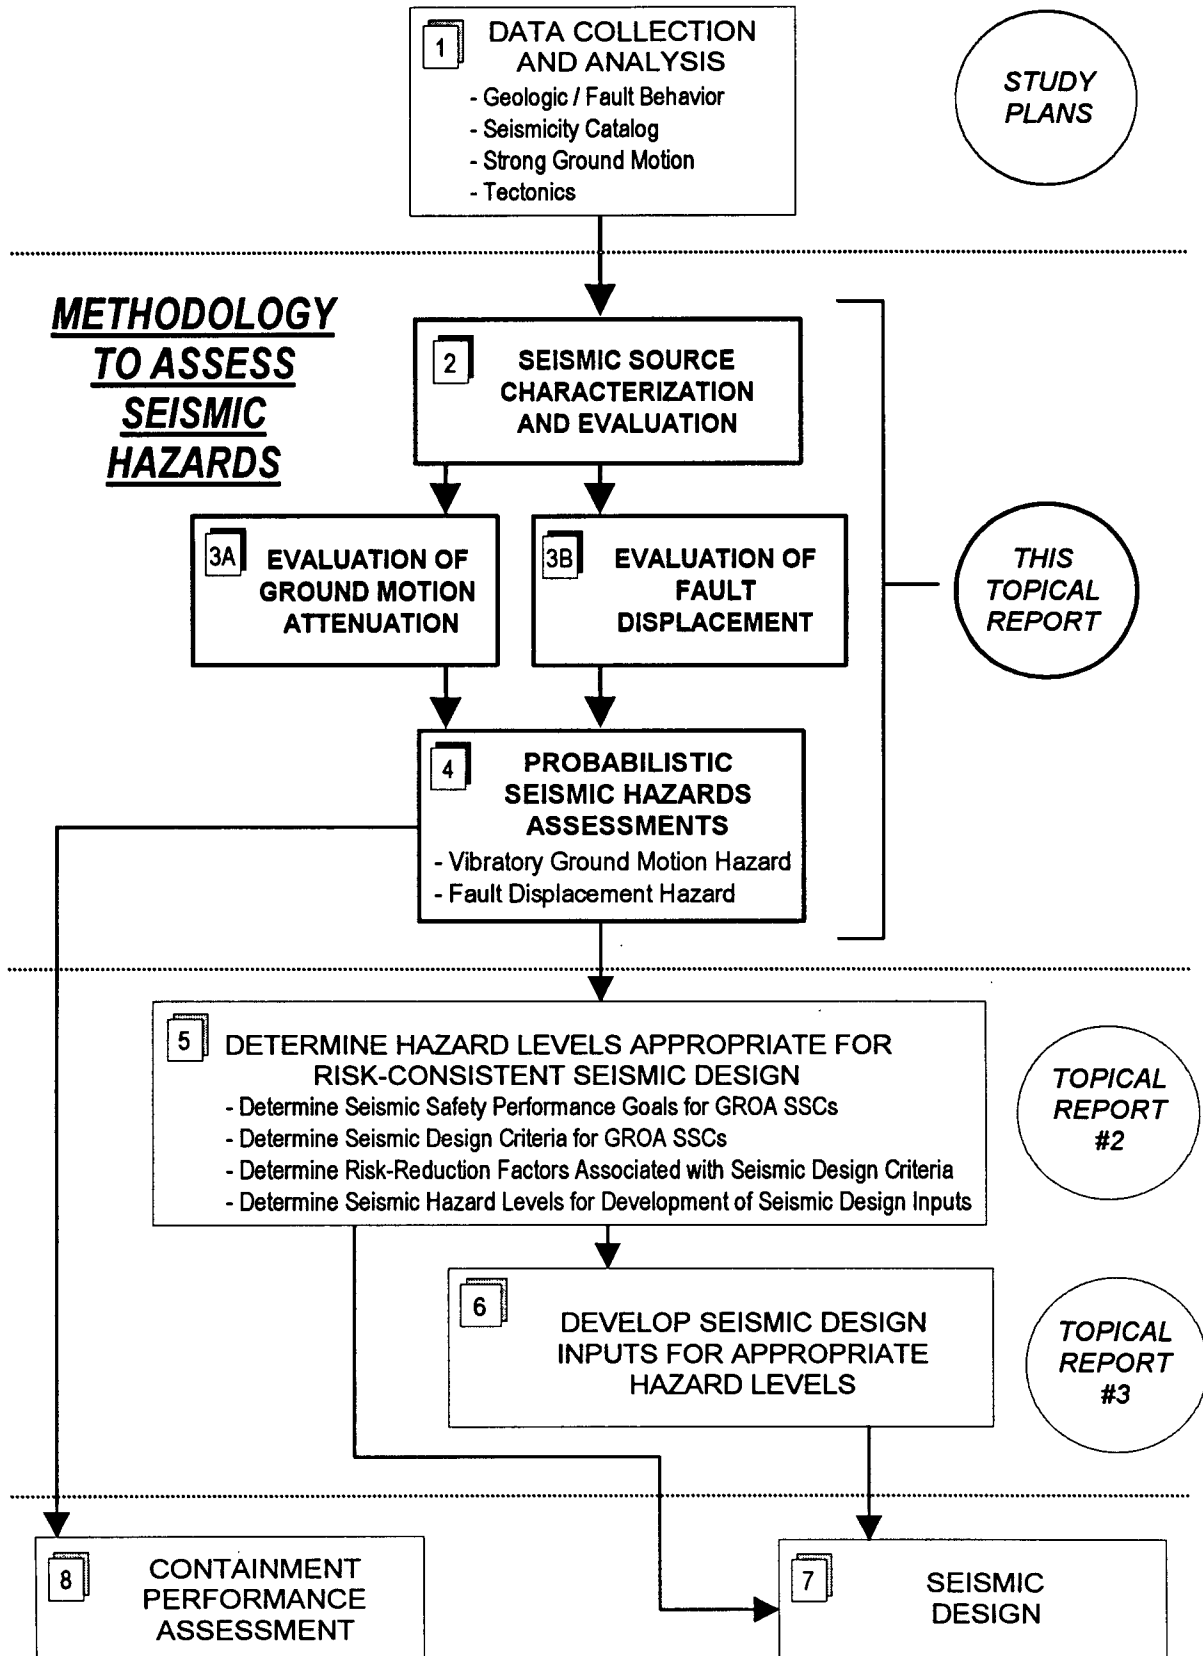 1
DATA COLLECTION
AND ANALYSIS
- Geologic / Fault Behavior
- Seismicity Catalog
- Strong Ground Motion
- Tectonics
STUDY
PLANS
METHODOLOGY
TO ASSESS
SEISMIC
HAZARDS
2
SEISMIC SOURCE
CHARACTERIZATION
AND EVALUATION
3A
EVALUATION OF
GROUND MOTION
ATTENUATION
3B
EVALUATION OF
FAULT
DISPLACEMENT
THIS
TOPICAL
REPORT
4
PROBABILISTIC
SEISMIC HAZARDS
ASSESSMENTS
- Vibratory Ground Motion Hazard
- Fault Displacement Hazard
5
DETERMINE HAZARD LEVELS APPROPRIATE FOR
RISK-CONSISTENT SEISMIC DESIGN
- Determine Seismic Safety Performance Goals for GROA SSCs
- Determine Seismic Design Criteria for GROA SSCs
- Determine Risk-Reduction Factors Associated with Seismic Design Criteria
- Determine Seismic Hazard Levels for Development of Seismic Design Inputs
TOPICAL
REPORT
#2
6
DEVELOP SEISMIC DESIGN
INPUTS FOR APPROPRIATE
HAZARD LEVELS
TOPICAL
REPORT
#3
8
CONTAINMENT
PERFORMANCE
ASSESSMENT
7
SEISMIC
DESIGN